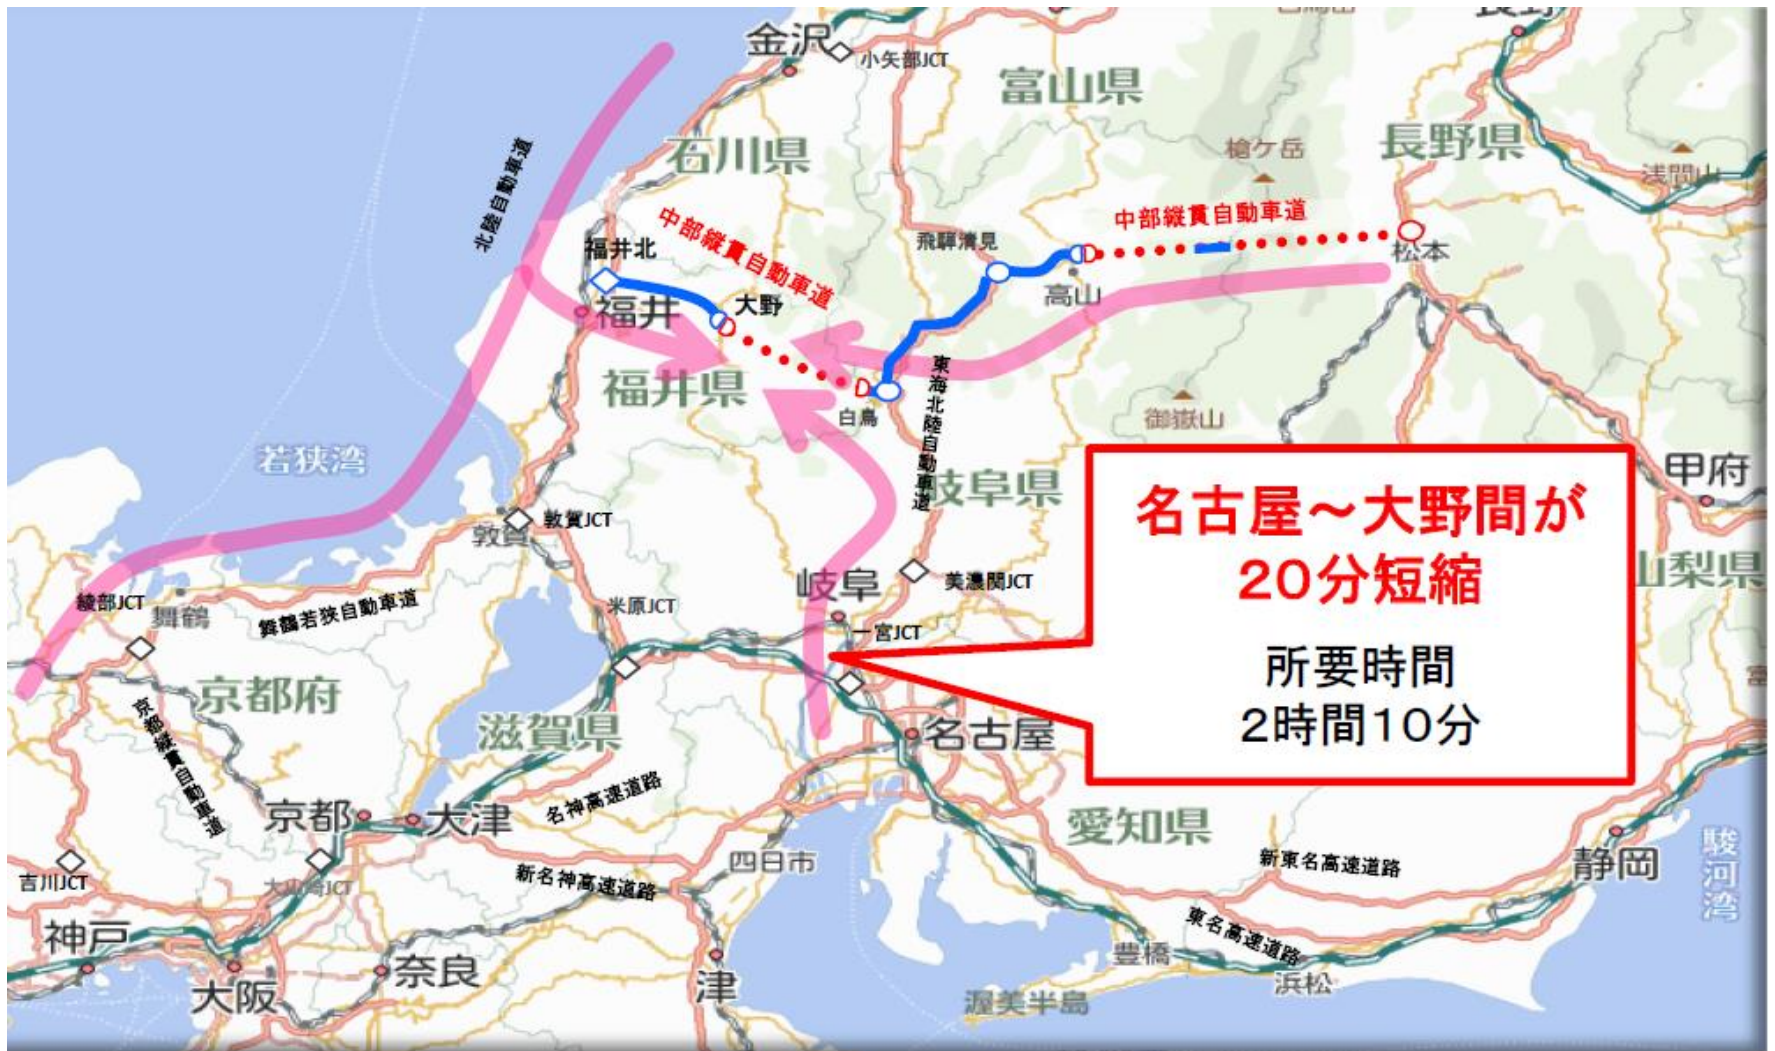 金沢
小矢部JCT
富山県
石川県
長野県
槍ケ岳
浅間山
北陸自動車道
中部縦貫自動車道
中部縦貫自動車道
福井北
飛騨清見
松本
大野
高山
福井
福井県
白鳥
東海北陸自動車道
御嶽山
若狭湾
岐阜県
甲府
名古屋～大野間が
20分短縮
所要時間
2時間10分
敦賀
敦賀JCT
岐阜
美濃関JCT
山梨県
綾部JCT
舞鶴
舞鶴若狭自動車道
米原JCT
一宮JCT
京都府
京都縦貫自動車道
滋賀県
名古屋
名神高速道路
京都
大津
愛知県
四日市
新名神高速道路
新東名高速道路
静岡
駿河湾
吉川JCT
大山崎JCT
神戸
東名高速道路
豊橋
浜松
奈良
大阪
津
渥美半島